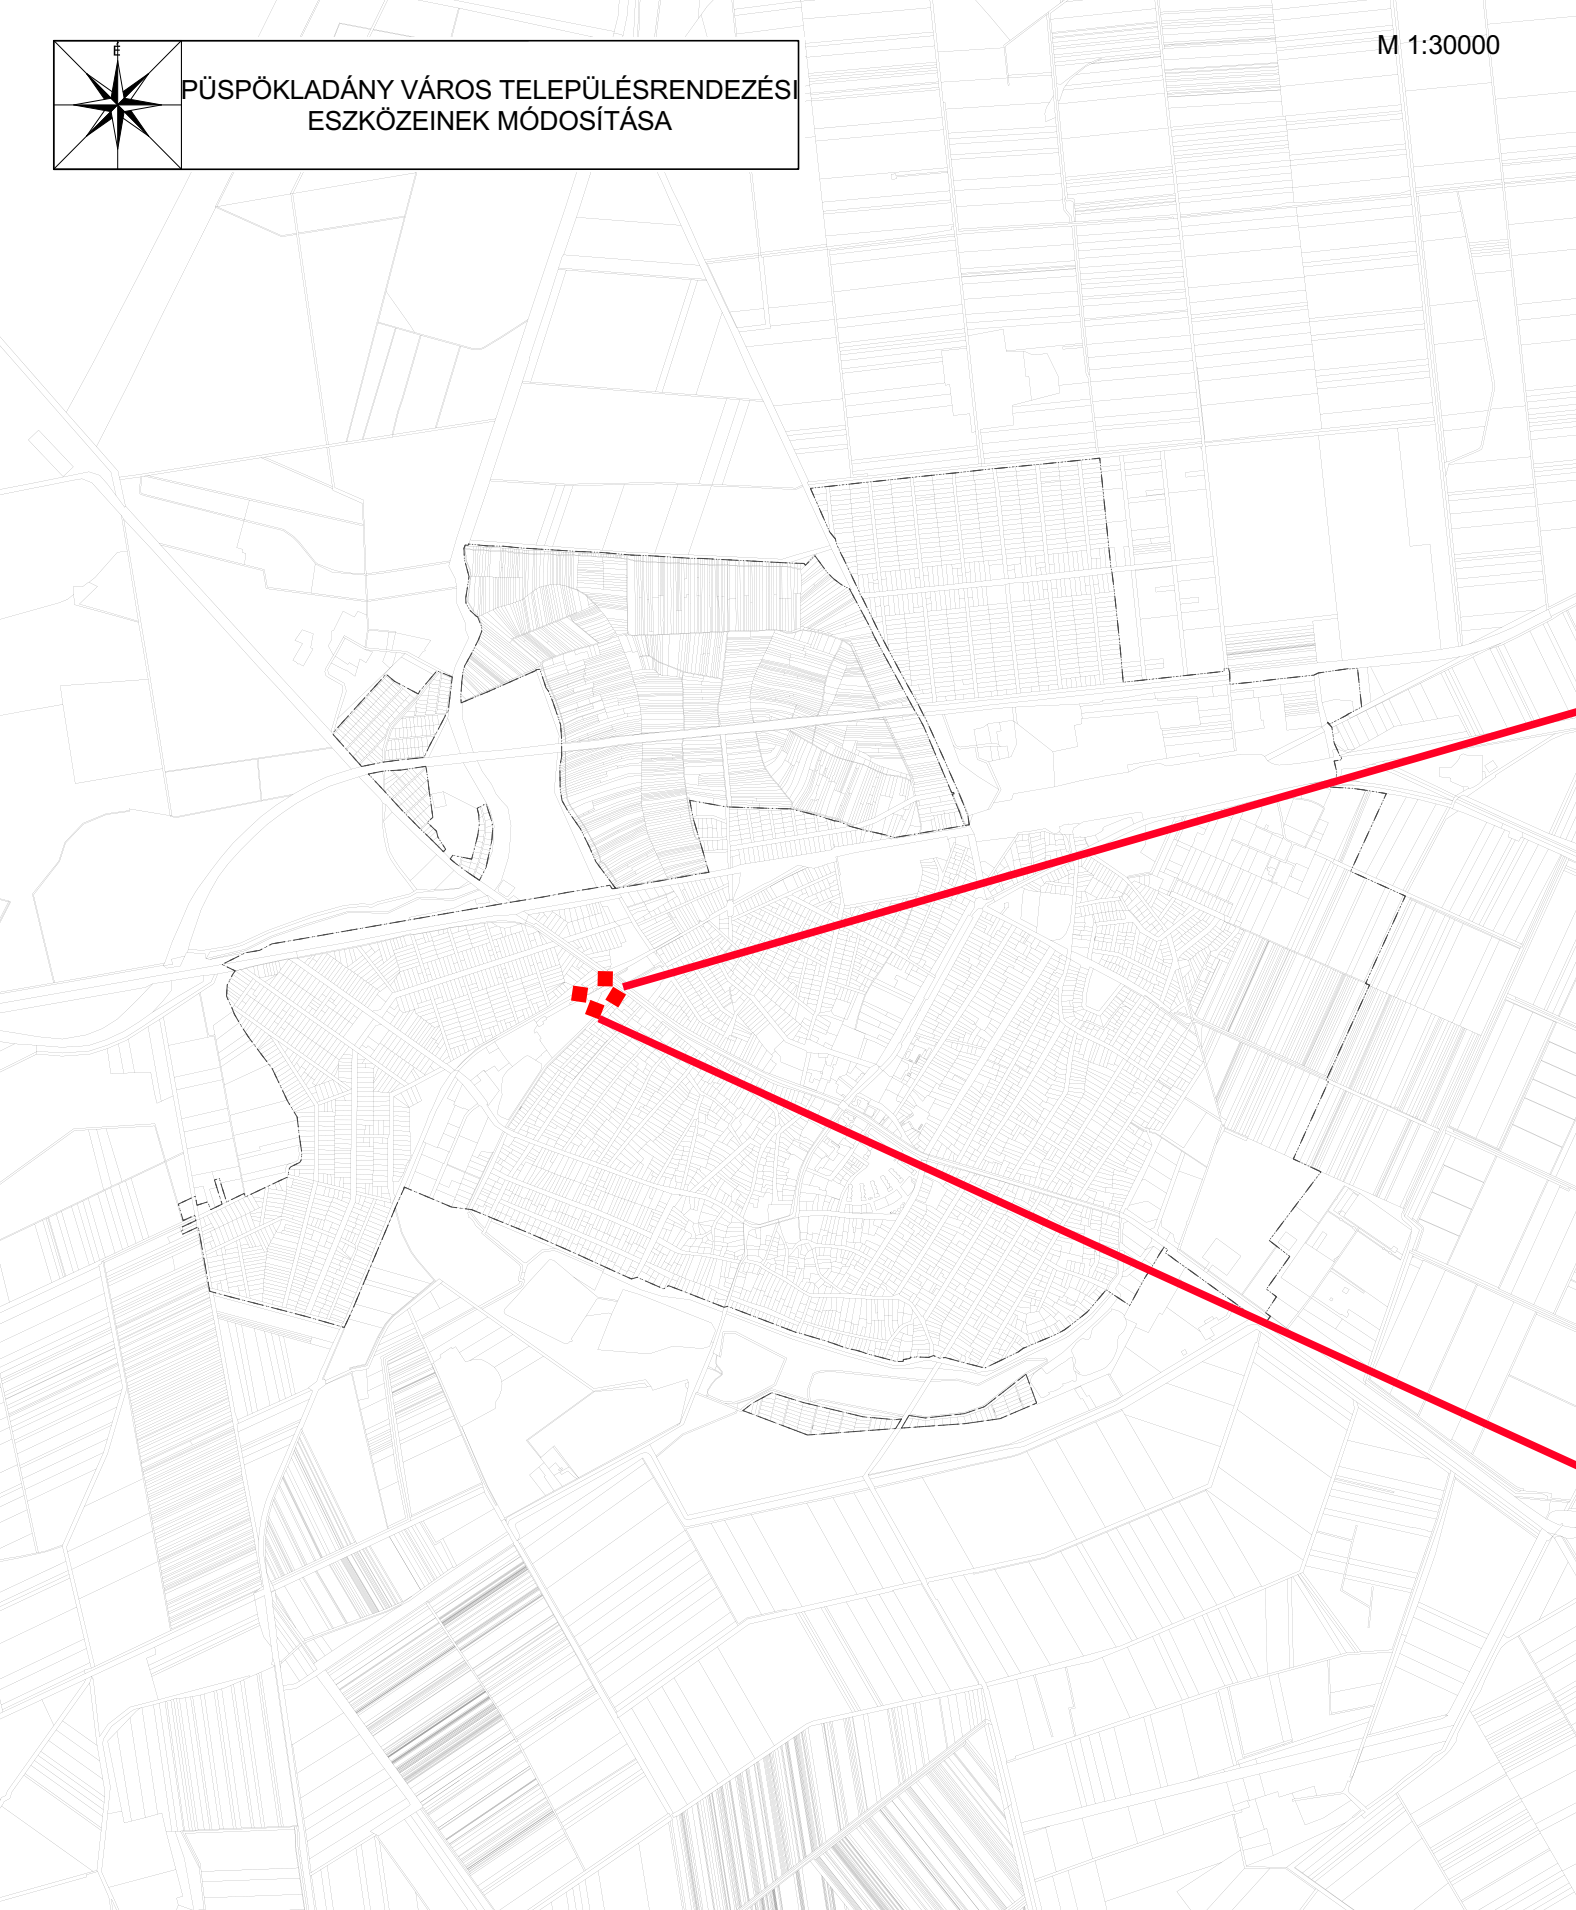 M 1:30000
É
PÜSPÖKLADÁNY VÁROS TELEPÜLÉSRENDEZÉSI
ESZKÖZEINEK MÓDOSÍTÁSA